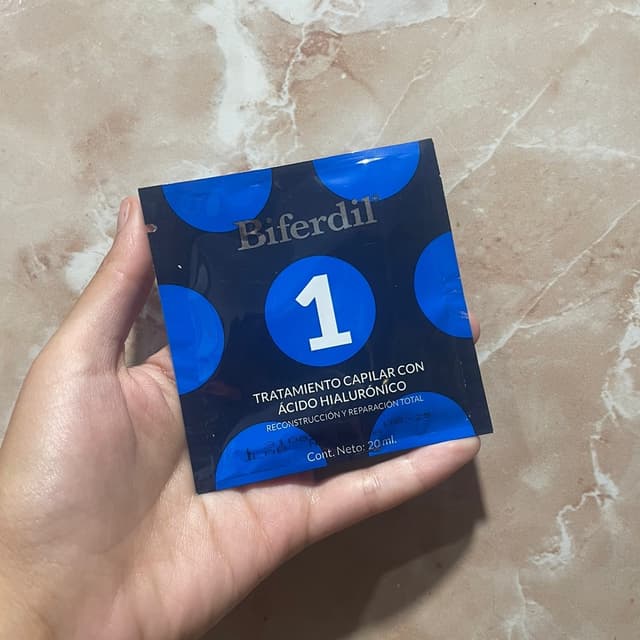 Biferdil
1
TRATAMIENTO CAPILAR CON
ÁCIDO HIALURÓNICO
RECONSTRUCCIÓN Y REPARACIÓN TOTAL
Cont. Neto: 20 ml.